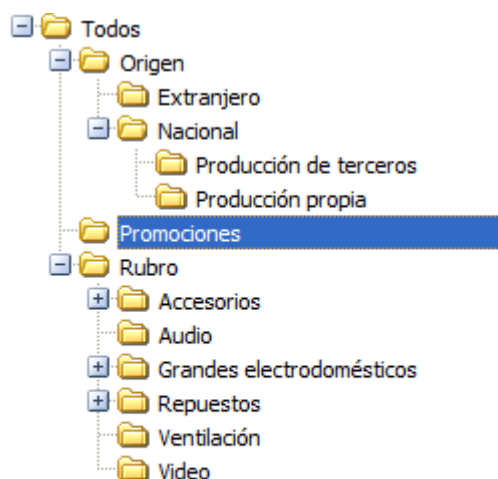 Todos
Origen
Extranjero
Nacional
Producción de terceros
Producción propia
Promociones
Rubro
Accesorios
Audio
Grandes electrodomésticos
Repuestos
Ventilación
Video